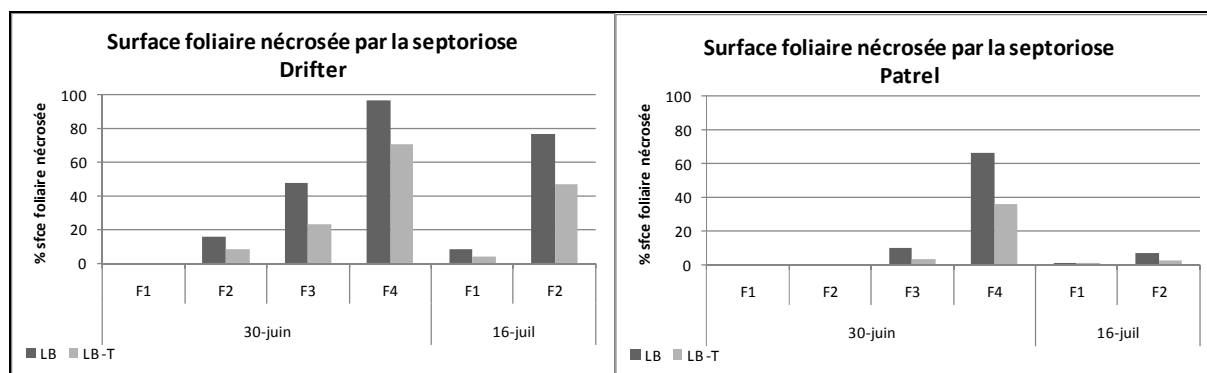 Surface foliaire nécrosée par la septoriose
Drifter
% sfce foliaire nécrosée
100
80
60
40
20
0
F1 F2 F3 F4 F1 F2
30-juin 16-juil
LB LB-T
Surface foliaire nécrosée par la septoriose
Patrel
% sfce foliaire nécrosée
100
80
60
40
20
0
F1 F2 F3 F4 F1 F2
30-juin 16-juil
LB LB-T